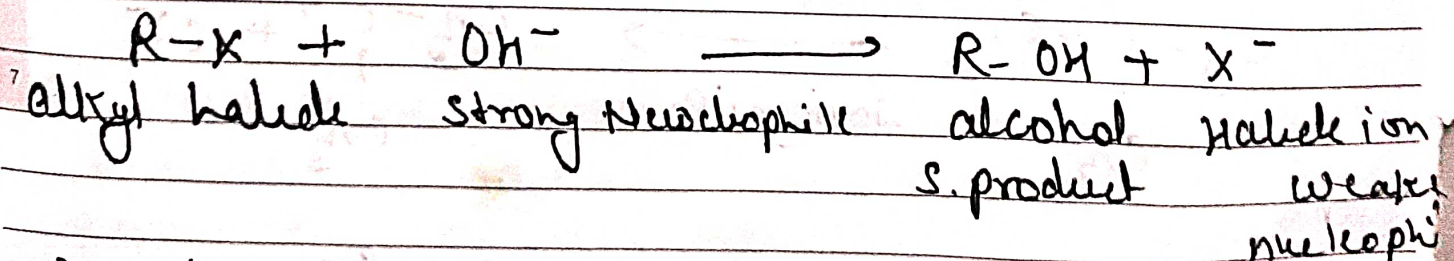 R-X + OH⁻ ⟶ R-OH + X⁻
alkyl halide strong Neucleophile alcohol Halide ion
S. product weaker
nucleophi